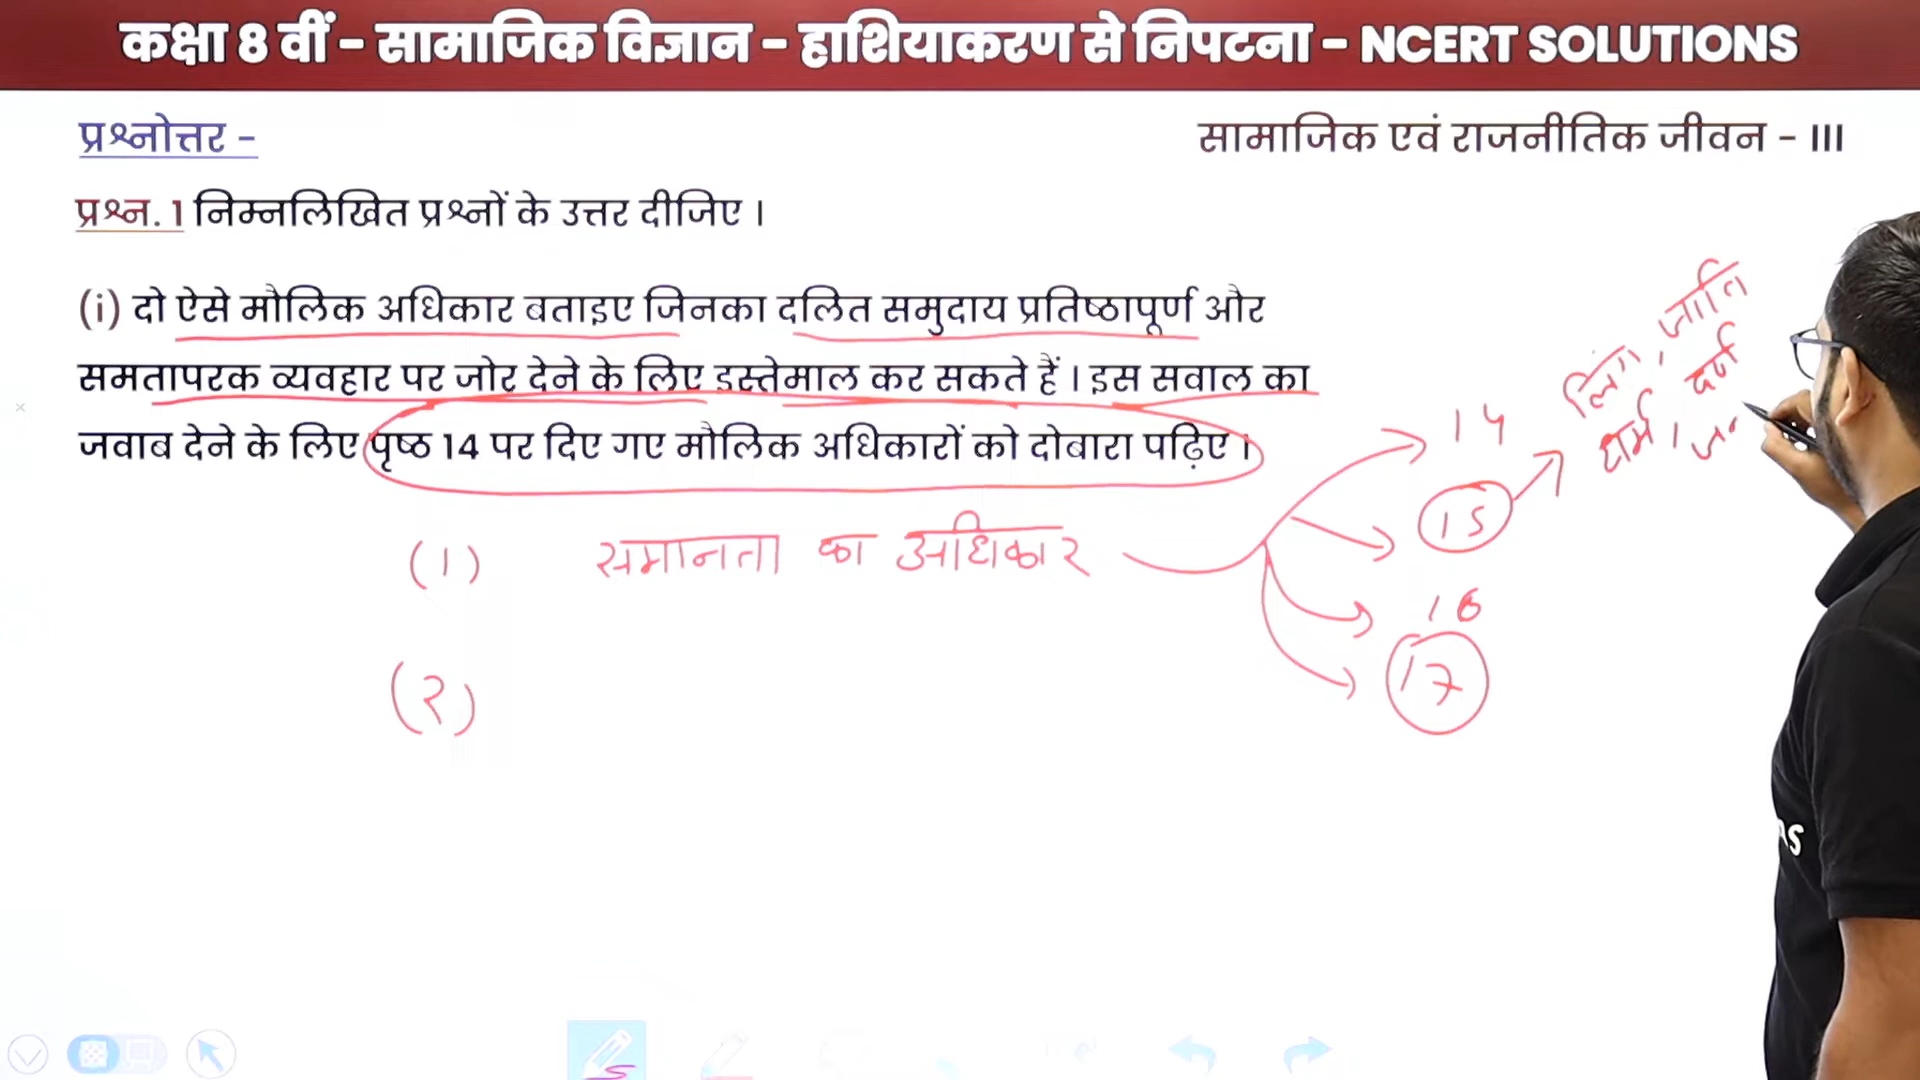 कक्षा 8 वीं - सामाजिक विज्ञान - हाशियाकरण से निपटना - NCERT SOLUTIONS
प्रश्नोत्तर -
सामाजिक एवं राजनीतिक जीवन - III
प्रश्न. 1 निम्नलिखित प्रश्नों के उत्तर दीजिए ।
(i) दो ऐसे मौलिक अधिकार बताइए जिनका दलित समुदाय प्रतिष्ठापूर्ण और
समतापरक व्यवहार पर जोर देने के लिए इस्तेमाल कर सकते हैं । इस सवाल का
जवाब देने के लिए पृष्ठ 14 पर दिए गए मौलिक अधिकारों को दोबारा पढ़िए ।
(1) समानता का अधिकार
14
15
लिंग, जाति
धर्म, वर्ण
16
17
(२)